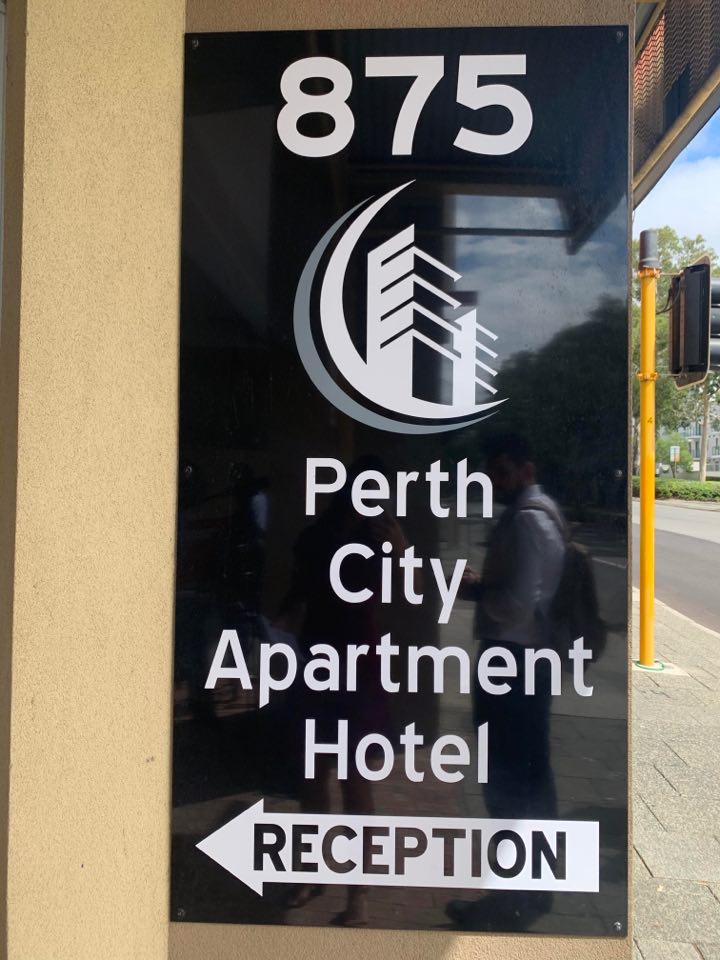 875
Perth
City
Apartment
Hotel
RECEPTION